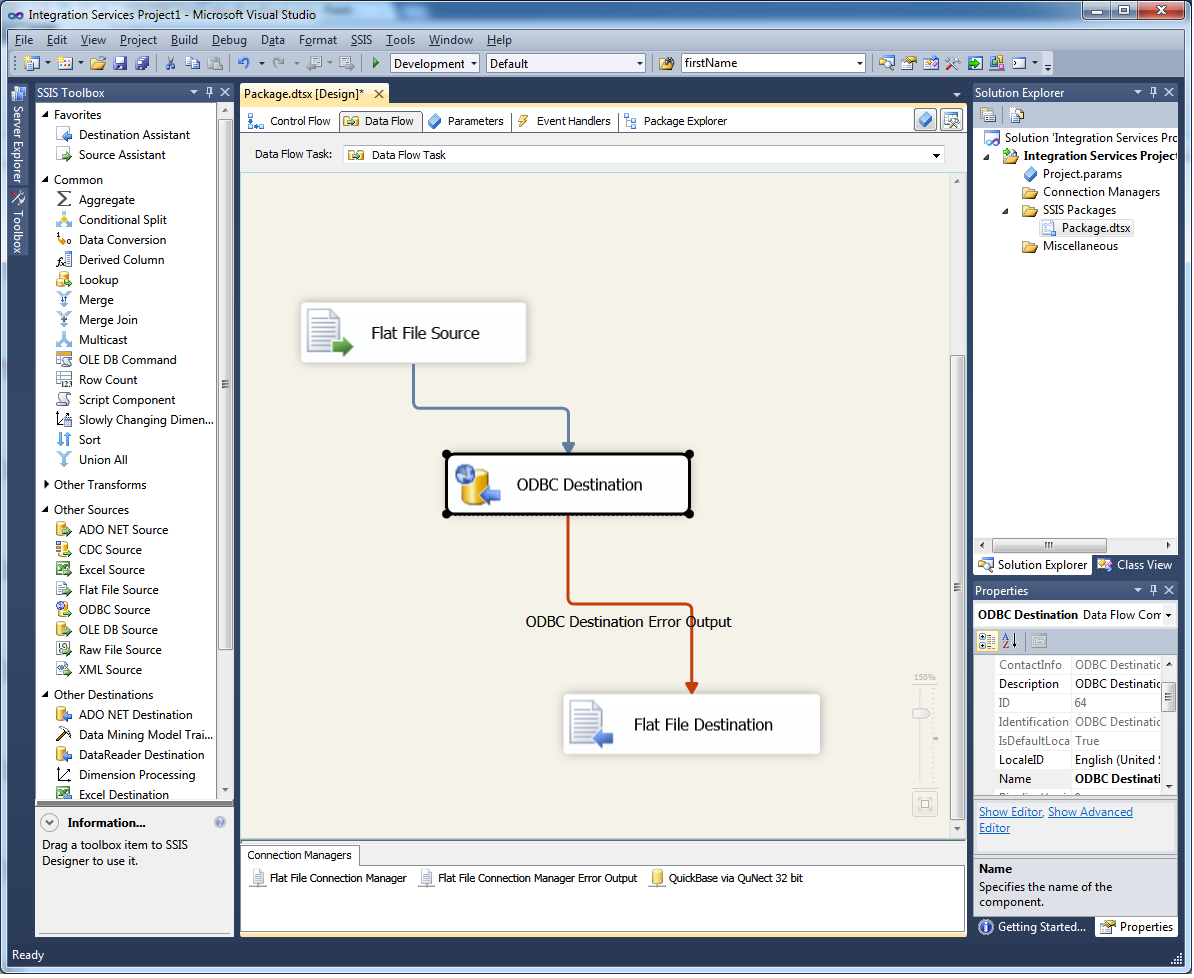 Integration Services Project1 - Microsoft Visual Studio
File Edit View Project Build Debug Data Format SSIS Tools Window Help
Development Default firstName
Server Explorer
Toolbox
SSIS Toolbox
Favorites
Destination Assistant
Source Assistant
Common
Aggregate
Conditional Split
Data Conversion
Derived Column
Lookup
Merge
Merge Join
Multicast
OLE DB Command
Row Count
Script Component
Slowly Changing Dimen...
Sort
Union All
Other Transforms
Other Sources
ADO NET Source
CDC Source
Excel Source
Flat File Source
ODBC Source
OLE DB Source
Raw File Source
XML Source
Other Destinations
ADO NET Destination
Data Mining Model Trai...
DataReader Destination
Dimension Processing
Excel Destination
Information...
Drag a toolbox item to SSIS
Designer to use it.
Package.dtsx [Design]*
Control Flow Data Flow Parameters Event Handlers Package Explorer
Data Flow Task: Data Flow Task
Flat File Source
ODBC Destination
ODBC Destination Error Output
Flat File Destination
150%
Connection Managers
Flat File Connection Manager Flat File Connection Manager Error Output QuickBase via QuNect 32 bit
Solution Explorer
Solution 'Integration Services Pro
Integration Services Project
Project.params
Connection Managers
SSIS Packages
Package.dtsx
Miscellaneous
Solution Explorer Class View
Properties
ODBC Destination Data Flow Com
ContactInfo ODBC Destinatic
Description ODBC Destinatic
ID 64
Identification ODBC Destinatic
IsDefaultLoca True
LocaleID English (United S
Name ODBC Destinati
Show Editor, Show Advanced
Editor
Name
Specifies the name of the
component.
Getting Started... Properties
Ready